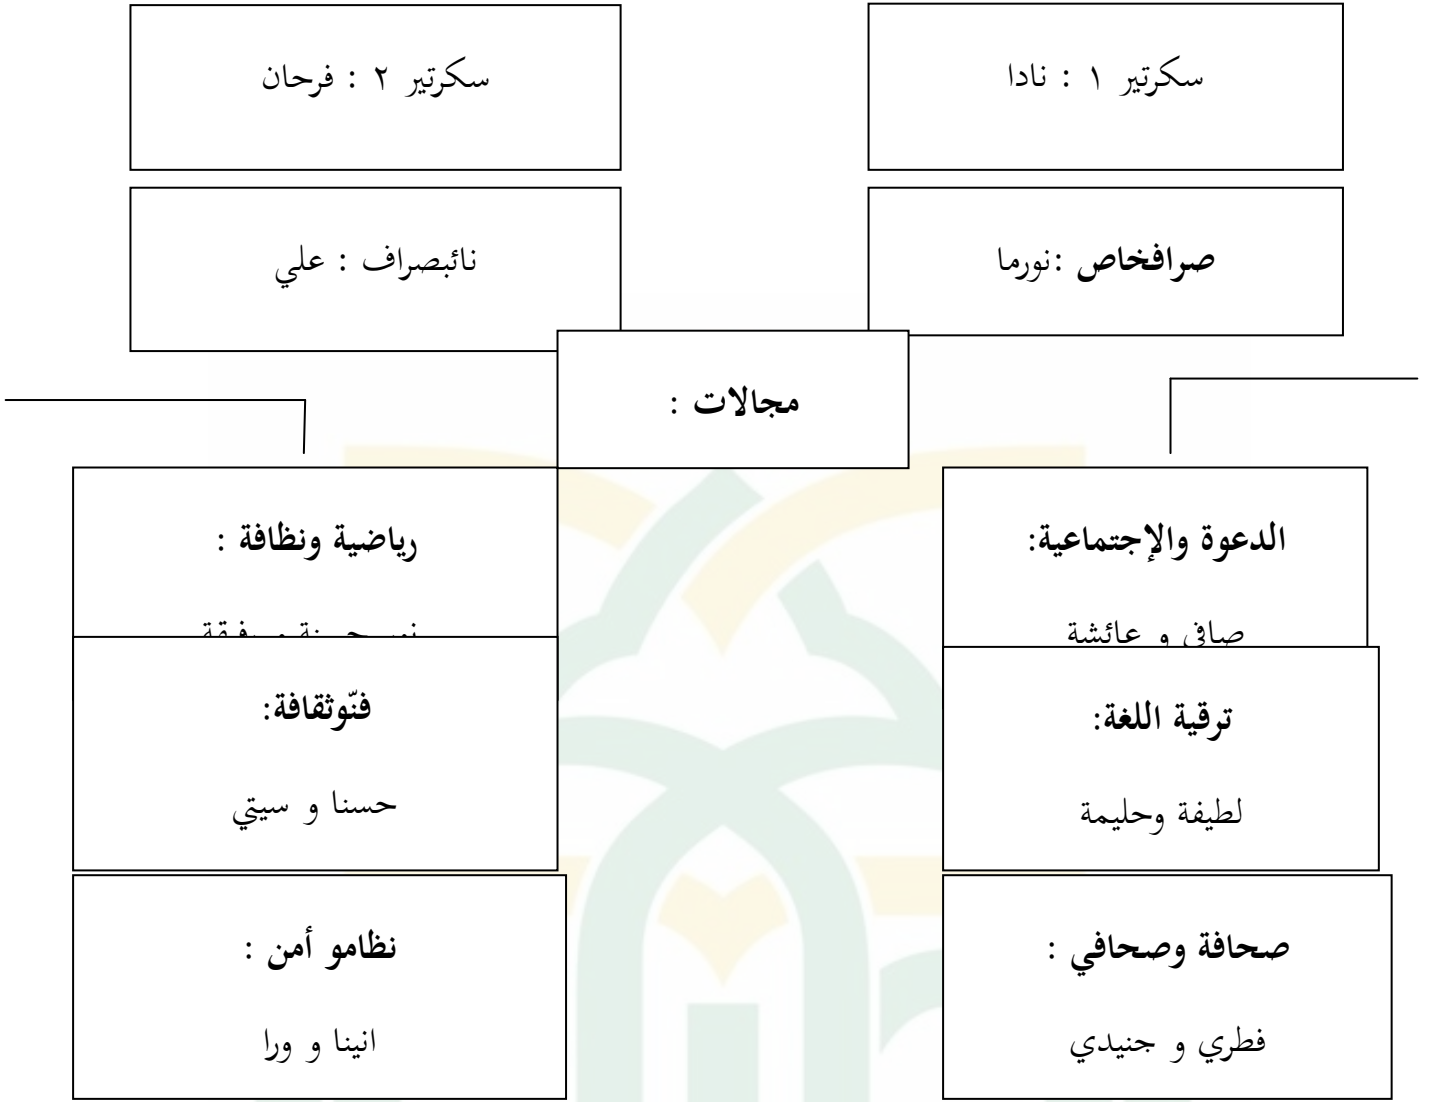 سكرتير ١ : نادا
سكرتير ٢ : فرحان
صرافخاص :نورما
نائبصراف : علي
مجالات :
الدعوة والإجتماعية:
صافي و عائشة
رياضية ونظافة :
ترقية اللغة:
لطيفة وحليمة
فنّوثقافة:
حسنا و سيتي
صحافة وصحافي :
فطري و جنيدي
نظامو أمن :
انينا و ورا